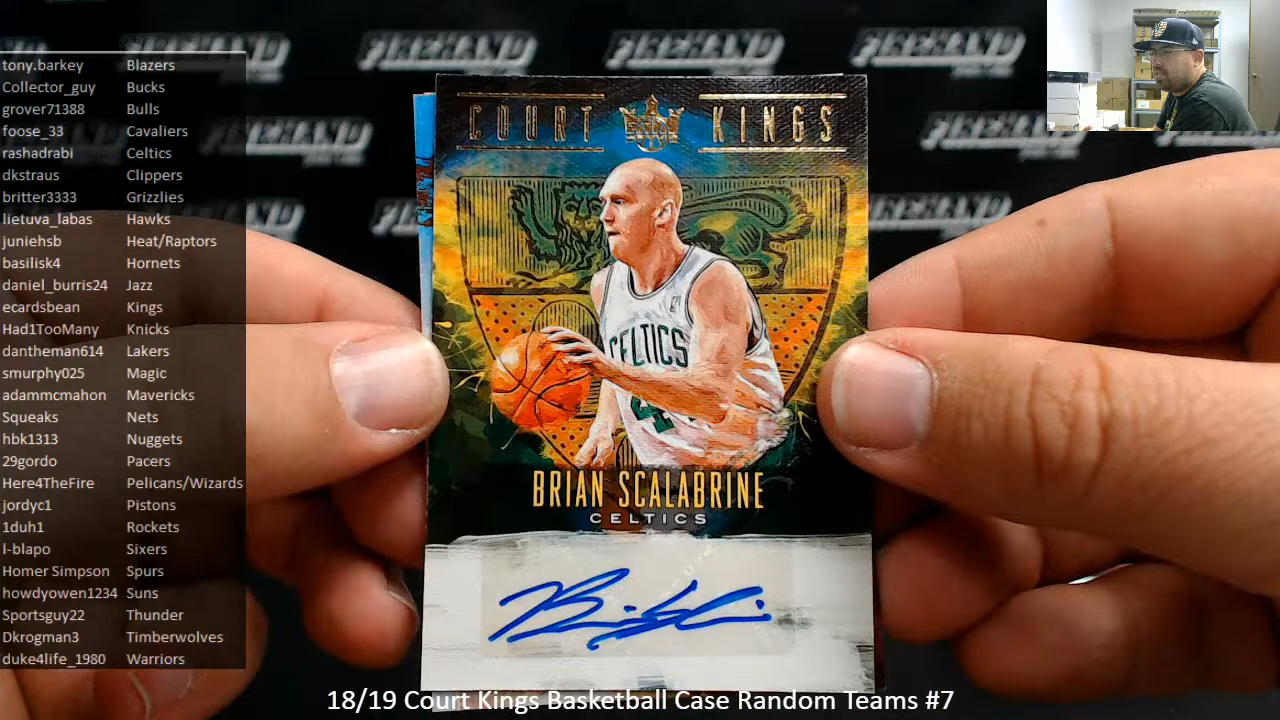 tony.barkey Blazers
Collector_guy Bucks
grover71388 Bulls
foose_33 Cavaliers
rashadrabi Celtics
dkstraus Clippers
britter3333 Grizzlies
lietuva_labas Hawks
juniehsb Heat/Raptors
basilisk4 Hornets
daniel_burris24 Jazz
ecardsbean Kings
Had1TooMany Knicks
dantheman614 Lakers
smurphy025 Magic
adammcmahon Mavericks
Squeaks Nets
hbk1313 Nuggets
29gordo Pacers
Here4TheFire Pelicans/Wizards
jordyc1 Pistons
1duh1 Rockets
l-blapo Sixers
Homer Simpson Spurs
howdyowen1234 Suns
Sportsguy22 Thunder
Dkrogman3 Timberwolves
duke4life_1980 Warriors
FIREHAND
FIREHAND
FIREHAND
COURT KINGS
CELTICS
BRIAN SCALABRINE
CELTICS
18/19 Court Kings Basketball Case Random Teams #7